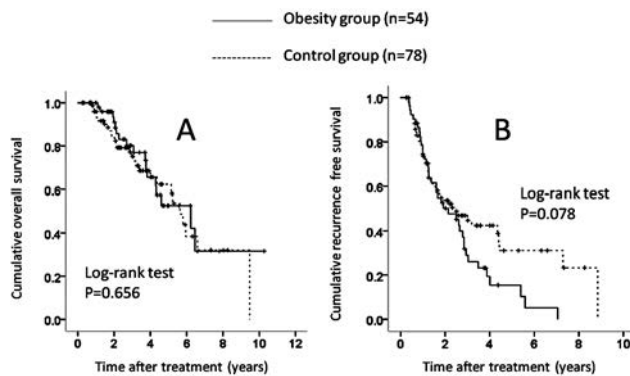 Obesity group (n=54)
Control group (n=78)
A
Cumulative overall survival
1.0
0.8
0.6
0.4
0.2
0.0
Log-rank test
P=0.656
0 2 4 6 8 10 12
Time after treatment (years)
B
Cumulative recurrence free survival
1.0
0.8
0.6
0.4
0.2
0.0
Log-rank test
P=0.078
0 2 4 6 8 10
Time after treatment (years)